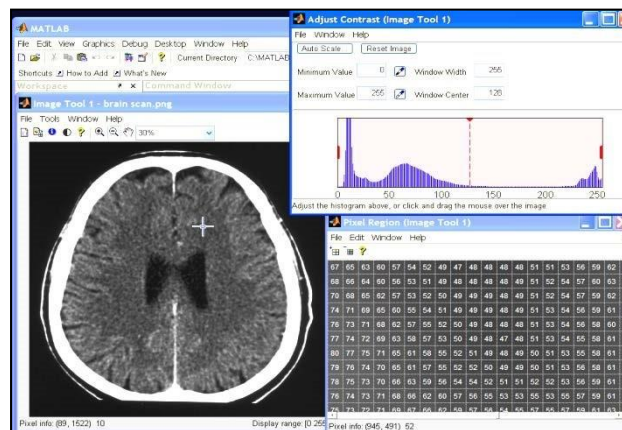 MATLAB
File Edit View Graphics Debug Desktop Window Help
Current Directory C:\MATLAB
Shortcuts How to Add What's New
Workspace Command Window
Image Tool 1 - brain scan.png
File Tools Window Help
30%
Pixel info: (89, 1522) 10 Display range: [0 255
Adjust Contrast (Image Tool 1)
File Window Help
Auto Scale Reset Image
Minimum Value 0 Window Width 255
Maximum Value 255 Window Center 128
0 50 100 150 200 250
Adjust the histogram above, or click and drag the mouse over the image
Pixel Region (Image Tool 1)
File Edit Window Help
67 65 63 60 57 54 52 49 47 48 48 48 51 51 53 56 59 62
66 68 64 60 56 53 51 49 48 48 48 49 51 52 53 57 60 63
70 68 65 62 57 53 52 50 49 49 49 48 51 52 54 57 59 62
74 71 69 65 60 55 54 51 49 49 49 48 50 51 53 56 59 61
76 73 71 68 62 57 55 52 50 49 48 48 50 51 53 54 56 58 60
77 74 72 69 63 58 57 53 50 49 48 47 48 51 53 54 58 61
80 77 75 71 65 61 58 55 52 51 49 49 50 51 53 55 58 61
79 76 74 70 65 61 57 56 52 52 50 49 49 50 53 55 58 61
78 75 74 70 66 63 59 56 54 54 52 51 51 52 52 53 56 59 61
76 74 71 68 66 62 60 57 55 56 53 51 53 55 57 59 61
Pixel info: (945, 491) 52